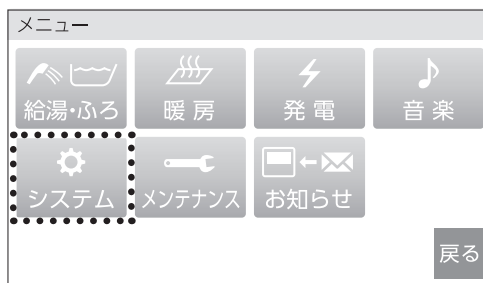 メニュー
給湯･ふろ
暖房
発電
音楽
システム
メンテナンス
お知らせ
戻る